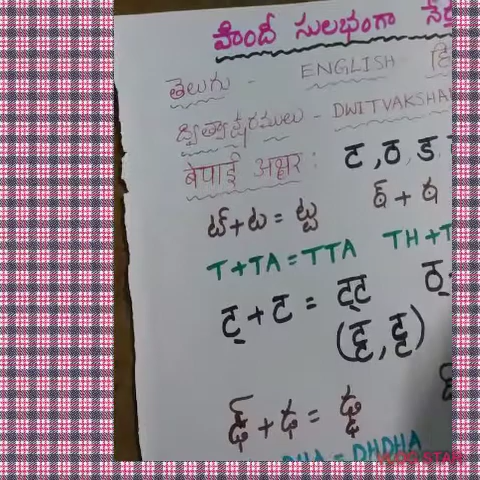 హిందీ సులభంగా
తెలుగు - ENGLISH
ద్విత్వాక్షరములు - DWITVAKSHA
बेपाई अक्षर : ट, ठ, ड
ట్ + ట = ట్ట ఠ్ + ఠ
T + TA = TTA TH + T
ट् + ट = ट्ट ठ्
ఢ్ + ఢ = ఢ్ఢ
DHA = DHDHA
VLOG STAR